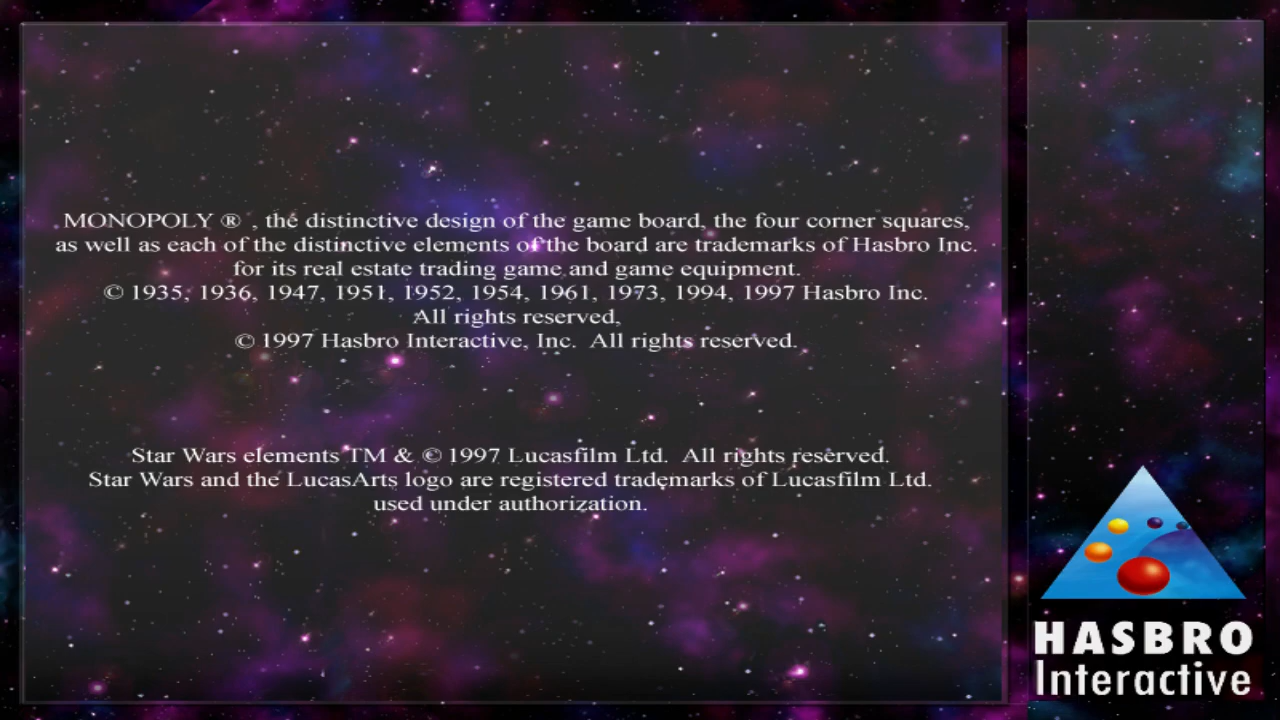 MONOPOLY ® , the distinctive design of the game board, the four corner squares,
as well as each of the distinctive elements of the board are trademarks of Hasbro Inc.
for its real estate trading game and game equipment.
© 1935, 1936, 1947, 1951, 1952, 1954, 1961, 1973, 1994, 1997 Hasbro Inc.
All rights reserved,
© 1997 Hasbro Interactive, Inc. All rights reserved.
Star Wars elements TM & © 1997 Lucasfilm Ltd. All rights reserved.
Star Wars and the LucasArts logo are registered trademarks of Lucasfilm Ltd.
used under authorization.
HASBRO
Interactive